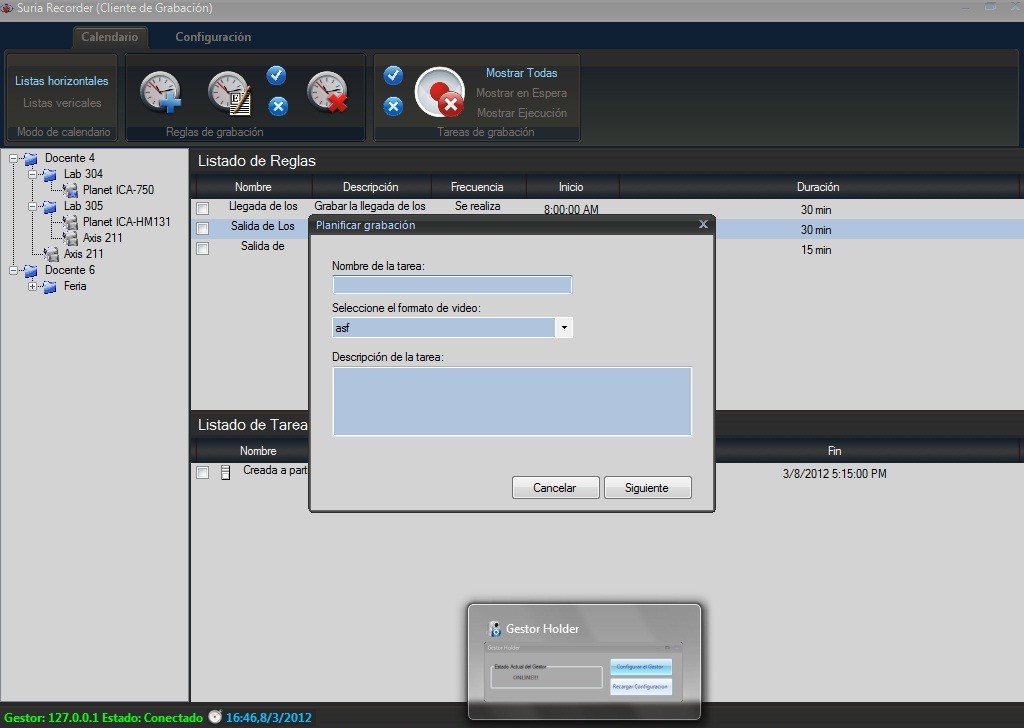 Suria Recorder (Cliente de Grabación)
Calendario Configuración
Listas horizontales
Listas vericales
Modo de calendario
Reglas de grabación
Mostrar Todas
Mostrar en Espera
Mostrar Ejecución
Tareas de grabación
Docente 4
Lab 304
Planet ICA-750
Lab 305
Planet ICA-HM131
Axis 211
Axis 211
Docente 6
Feria
Listado de Reglas
Nombre Descripción Frecuencia Inicio Duración
Llegada de los Grabar la llegada de los Se realiza 8:00:00 AM 30 min
Salida de Los 30 min
Salida de 15 min
Planificar grabación
Nombre de la tarea:
Seleccione el formato de video:
asf
Descripción de la tarea:
Cancelar Siguiente
Listado de Tarea
Nombre Fin
Creada a part 3/8/2012 5:15:00 PM
Gestor Holder
Gestor Holder
Estado Actual del Gestor
ONLINE!!!
Configurar el Gestor
Recargar Configuracion
Gestor: 127.0.0.1 Estado: Conectado 16:46,8/3/2012